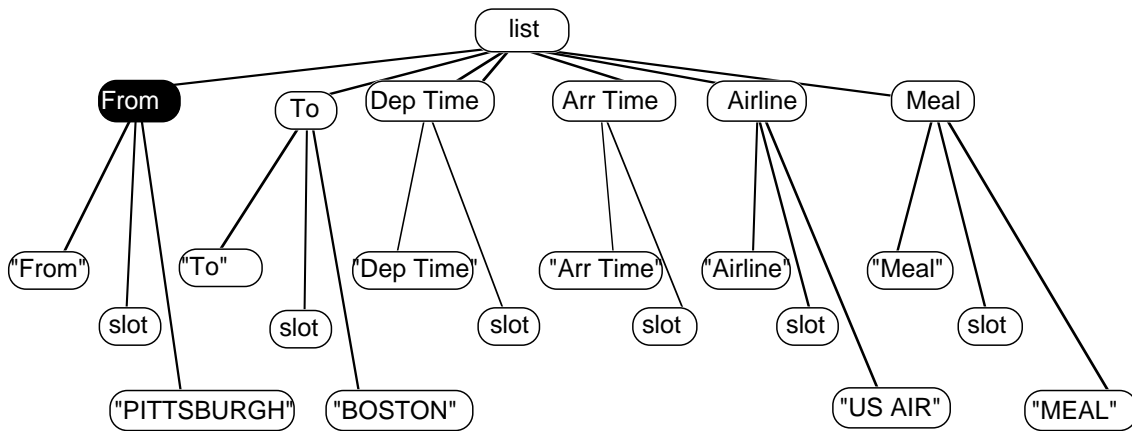 list
From
To
Dep Time
Arr Time
Airline
Meal
"From"
"To"
"Dep Time"
"Arr Time"
"Airline"
"Meal"
slot
slot
slot
slot
slot
slot
"PITTSBURGH"
"BOSTON"
"US AIR"
"MEAL"